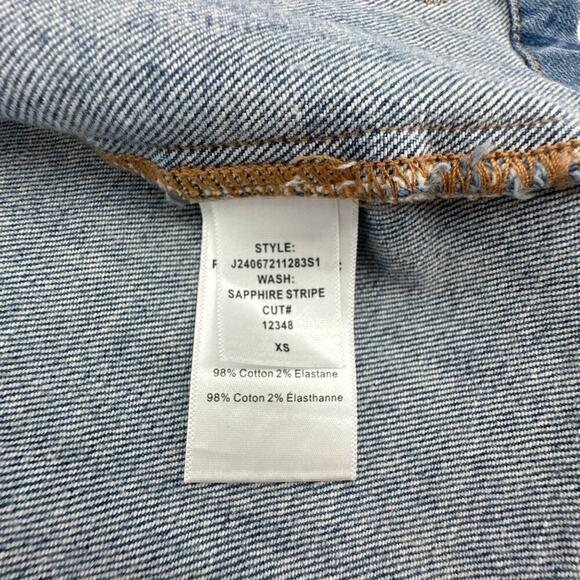 STYLE:
J24067211283S1
WASH:
SAPPHIRE STRIPE
CUT#
12348
XS
98% Cotton 2% Elastane
98% Coton 2% Élasthanne